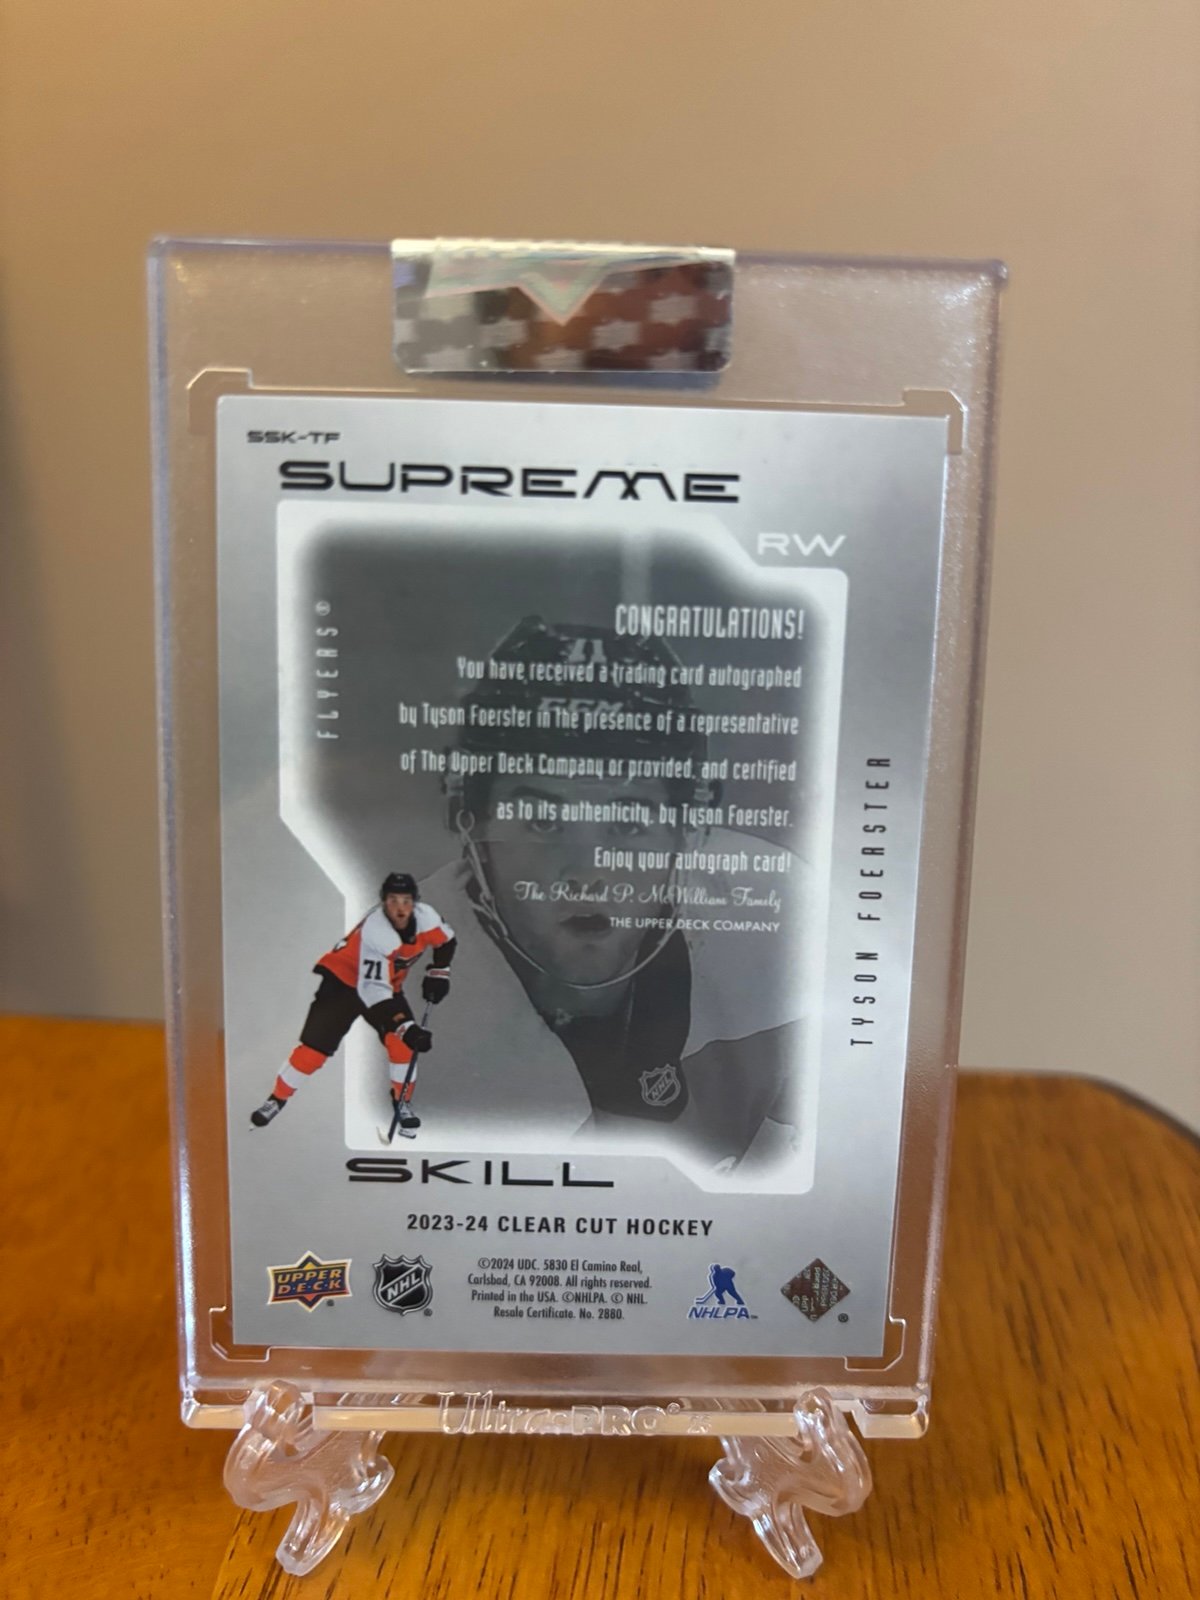 SSK-TF
SUPREME
RW
FLYERS®
CONGRATULATIONS!
You have received a trading card autographed
by Tyson Foerster in the presence of a representative
of The Upper Deck Company or provided, and certified
as to its authenticity, by Tyson Foerster.
Enjoy your autograph card!
The Richard P. McWilliam Family
THE UPPER DECK COMPANY
TYSON FOERSTER
71
CCM
71
NHL
SKILL
2023-24 CLEAR CUT HOCKEY
UPPER
D·E·C·K
®
NHL
®
©2024 UDC. 5830 El Camino Real,
Carlsbad, CA 92008. All rights reserved.
Printed in the USA. ©NHLPA. © NHL.
Resale Certificate. No. 2880.
NHLPA™
®
Ultra·PRO®